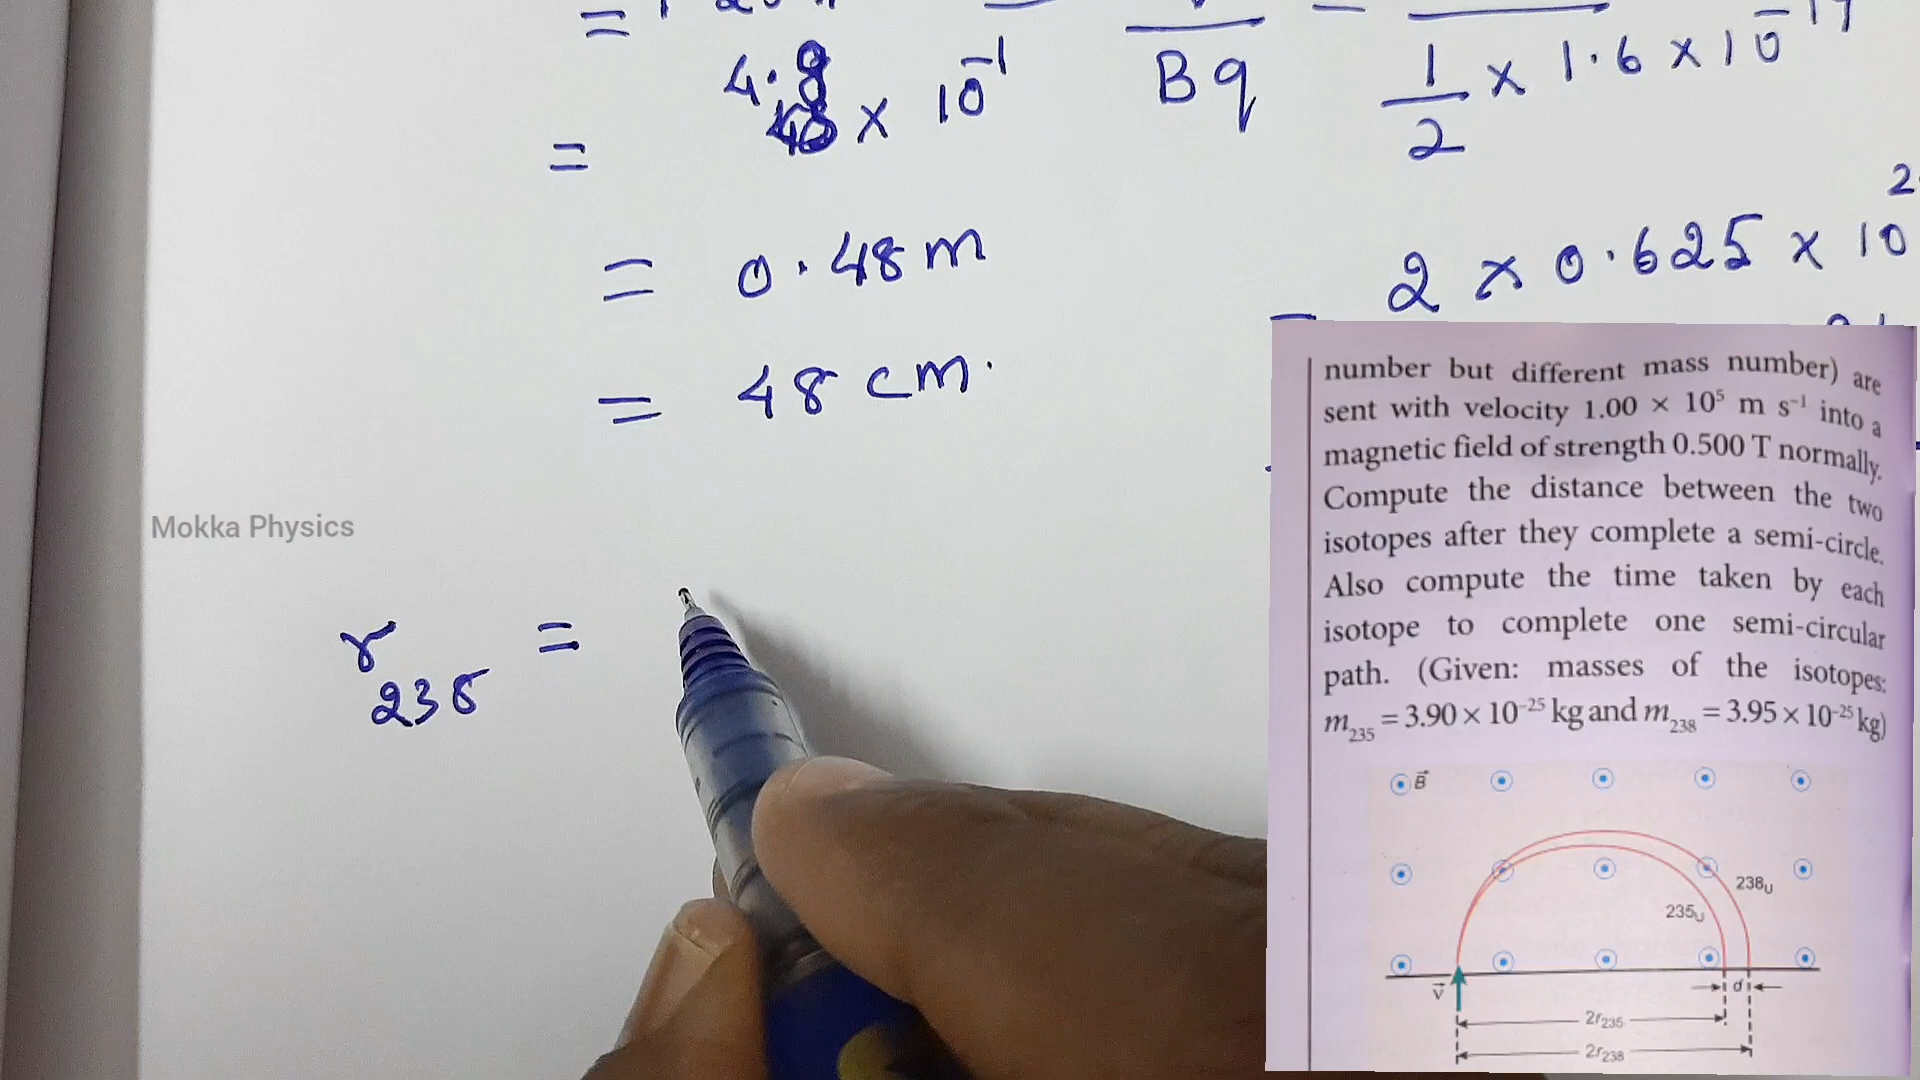 4.8 × 10⁻¹
=
= 0.48 m
= 48 cm.
Bq
1/2 × 1.6 × 10
2 × 0.625 × 10
Mokka Physics
r₂₃₅ =
number but different mass number) are
sent with velocity 1.00 × 10⁵ m s⁻¹ into a
magnetic field of strength 0.500 T normally.
Compute the distance between the two
isotopes after they complete a semi-circle.
Also compute the time taken by each
isotope to complete one semi-circular
path. (Given: masses of the isotopes:
m₂₃₅ = 3.90 × 10⁻²⁵ kg and m₂₃₈ = 3.95 × 10⁻²⁵ kg)
B⃗
238U
235U
v⃗
d
2r₂₃₅
2r₂₃₈